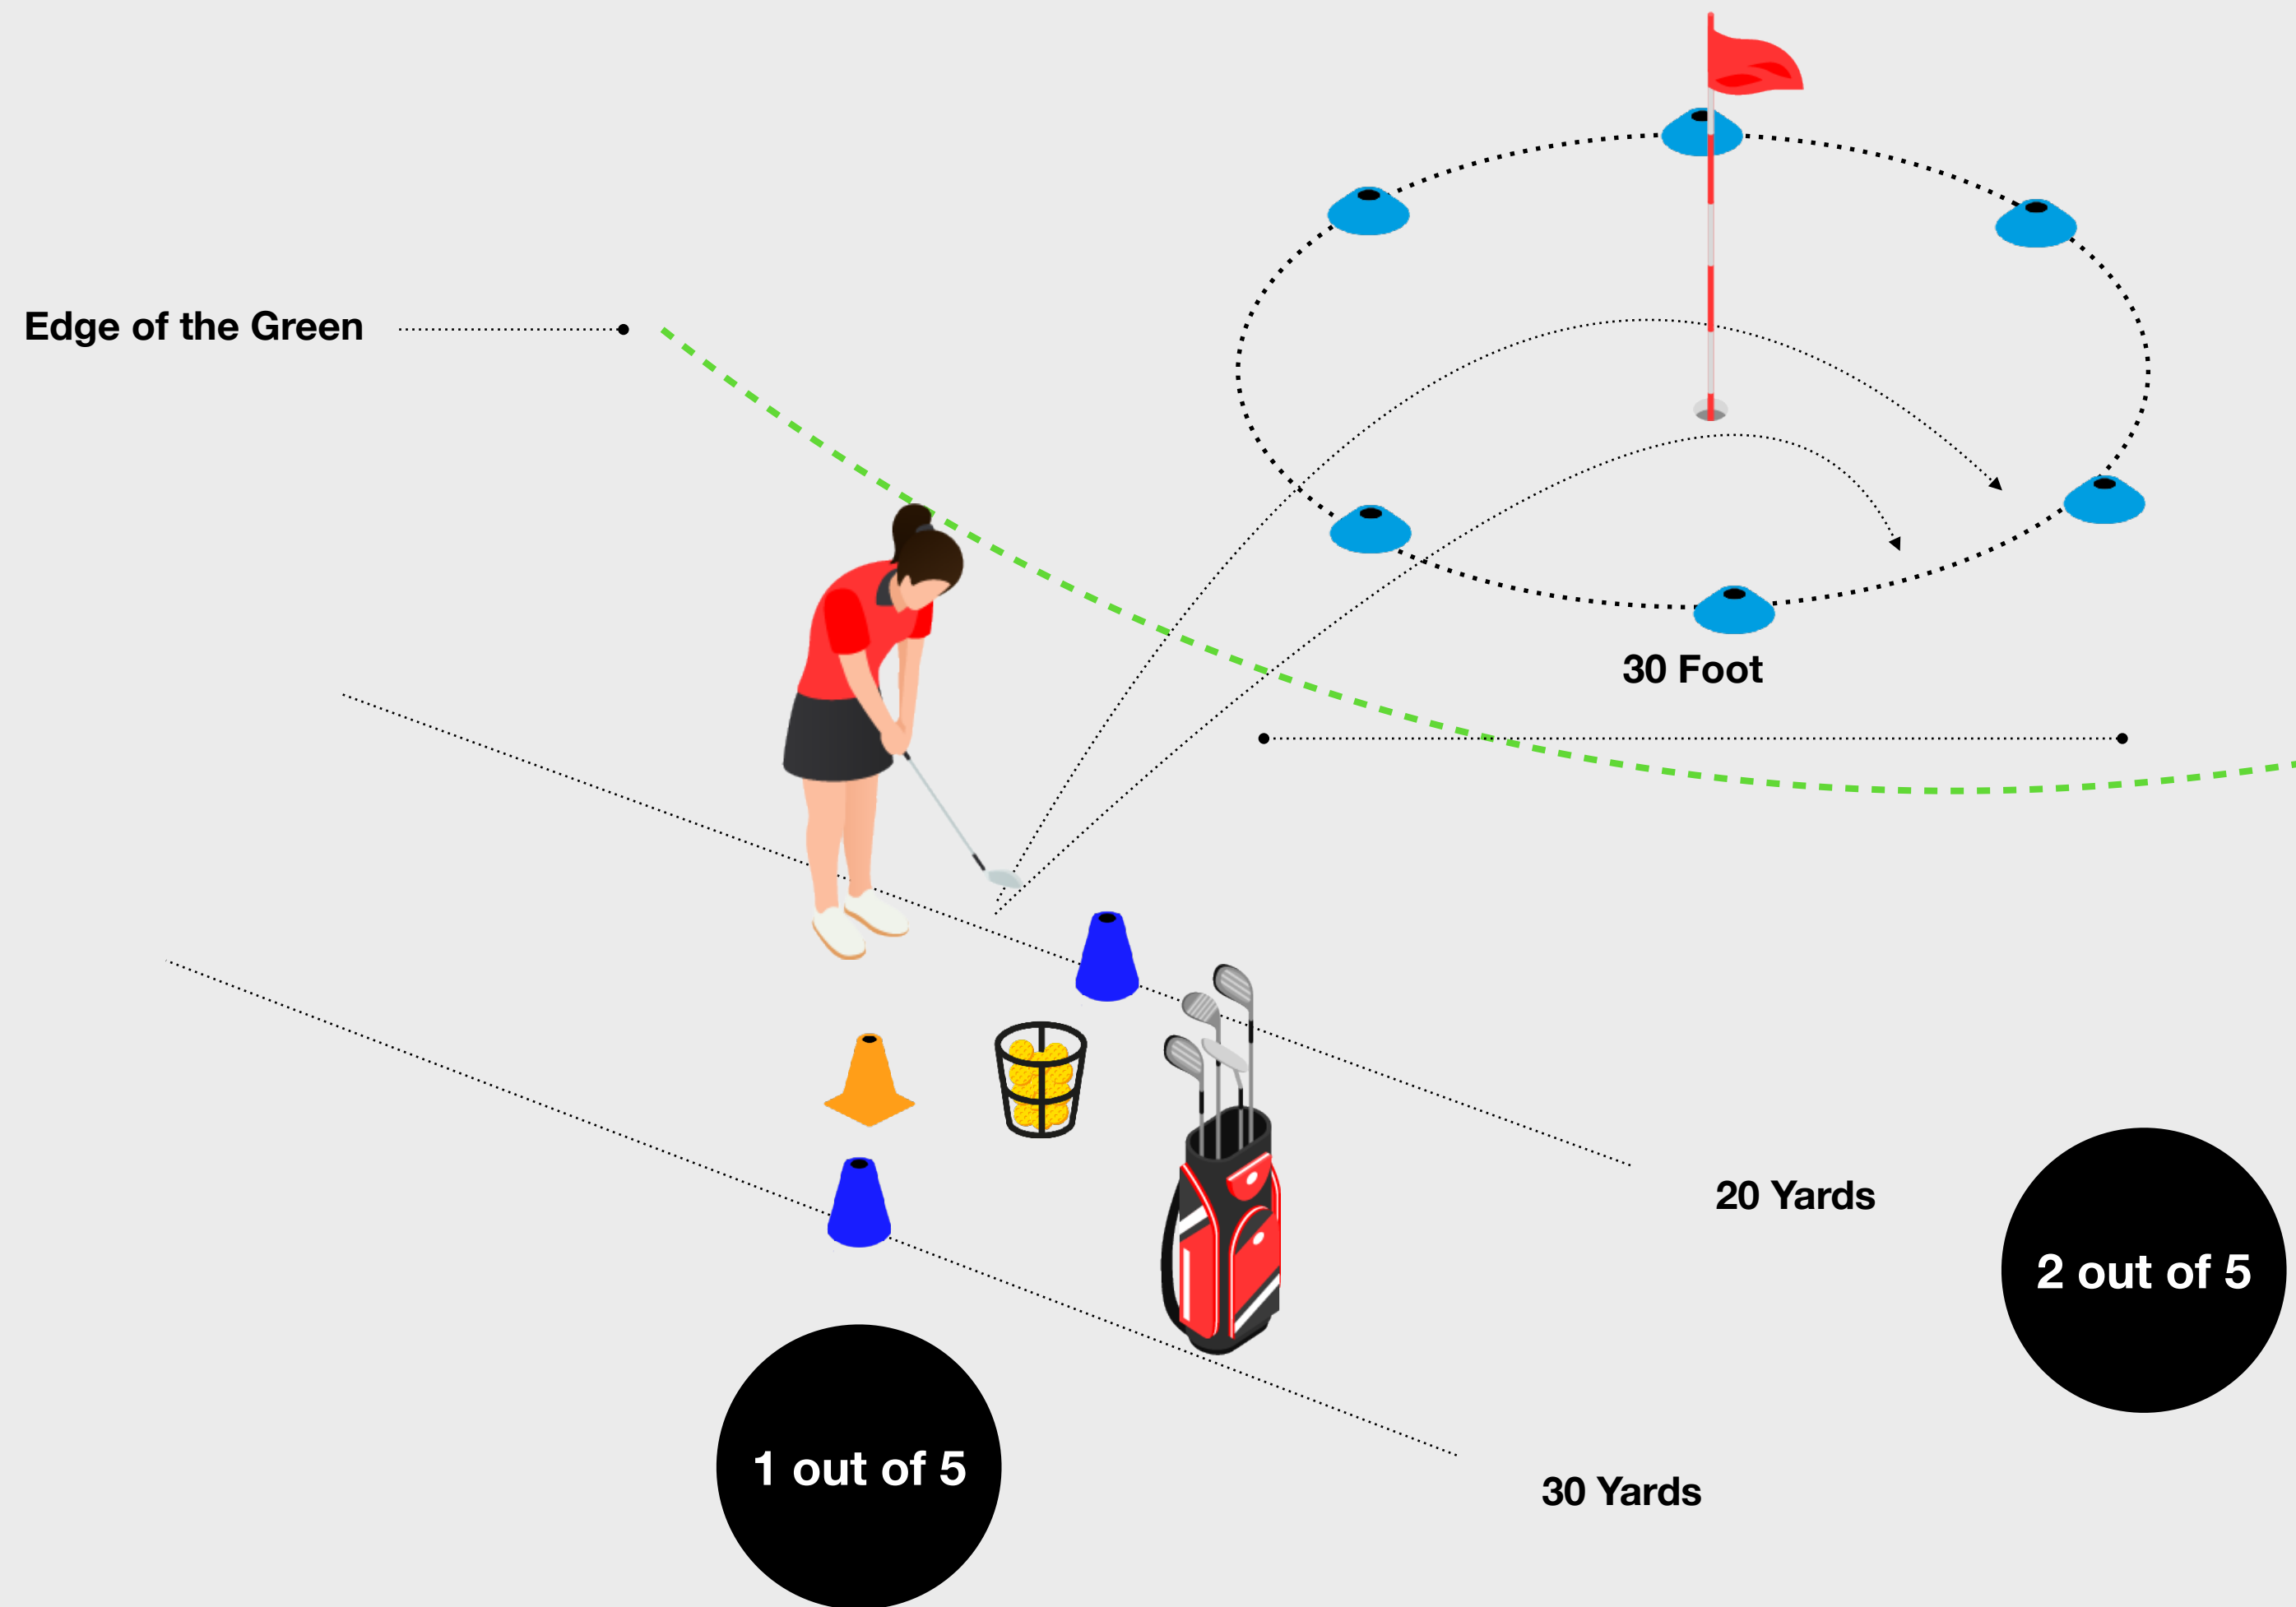 Edge of the Green
30 Foot
20 Yards
2 out of 5
1 out of 5
30 Yards